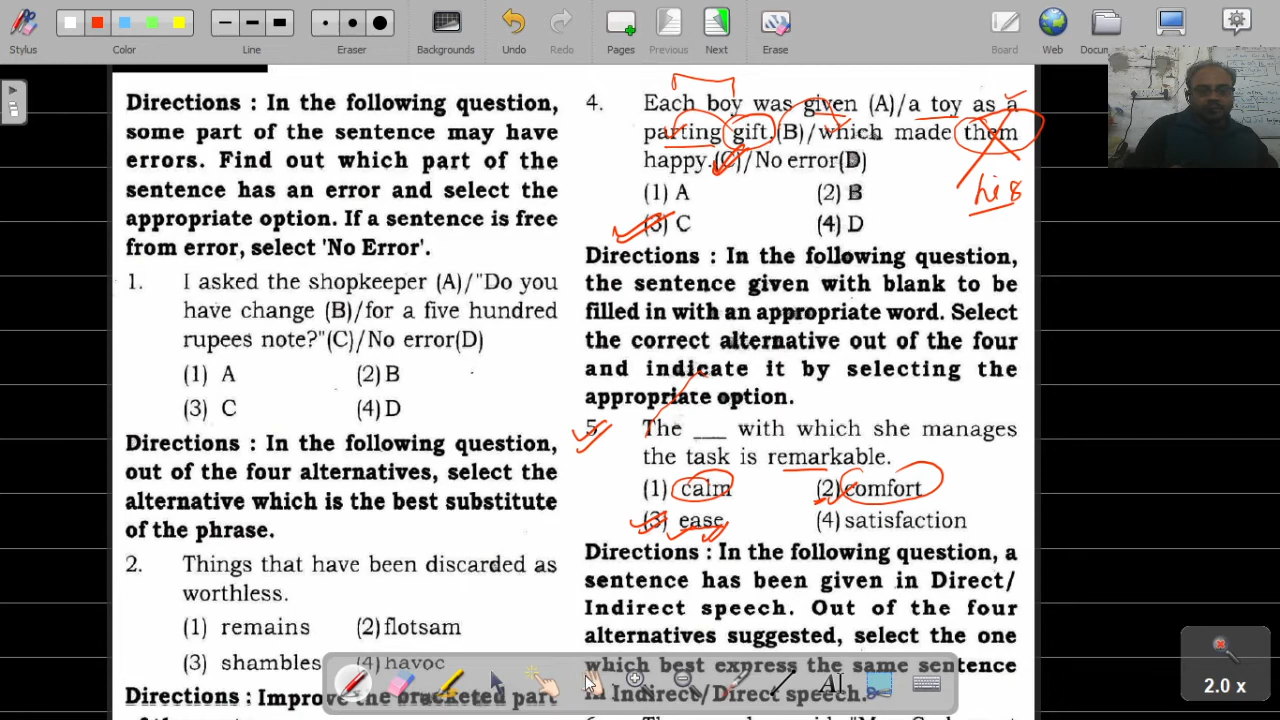 Stylus
Color
Line
Eraser
Backgrounds
Undo
Redo
Pages
Previous
Next
Erase
Board
Web
Docum
Directions : In the following question,
some part of the sentence may have
errors. Find out which part of the
sentence has an error and select the
appropriate option. If a sentence is free
from error, select 'No Error'.
1. I asked the shopkeeper (A)/"Do you
have change (B)/for a five hundred
rupees note?"(C)/No error(D)
(1) A (2) B
(3) C (4) D
Directions : In the following question,
out of the four alternatives, select the
alternative which is the best substitute
of the phrase.
2. Things that have been discarded as
worthless.
(1) remains (2) flotsam
(3) shambles (4) havoc
Directions : Improve the bracketed part
4. Each boy was given (A)/a toy as a
parting gift,(B)/which made them
his
happy.(C)/No error(D)
(1) A (2) B
(3) C (4) D
Directions : In the following question,
the sentence given with blank to be
filled in with an appropriate word. Select
the correct alternative out of the four
and indicate it by selecting the
appropriate option.
5. The ___ with which she manages
the task is remarkable.
(1) calm (2) comfort
(3) ease (4) satisfaction
Directions : In the following question, a
sentence has been given in Direct/
Indirect speech. Out of the four
alternatives suggested, select the one
which best express the same sentence
in Indirect/Direct speech.
2.0 x